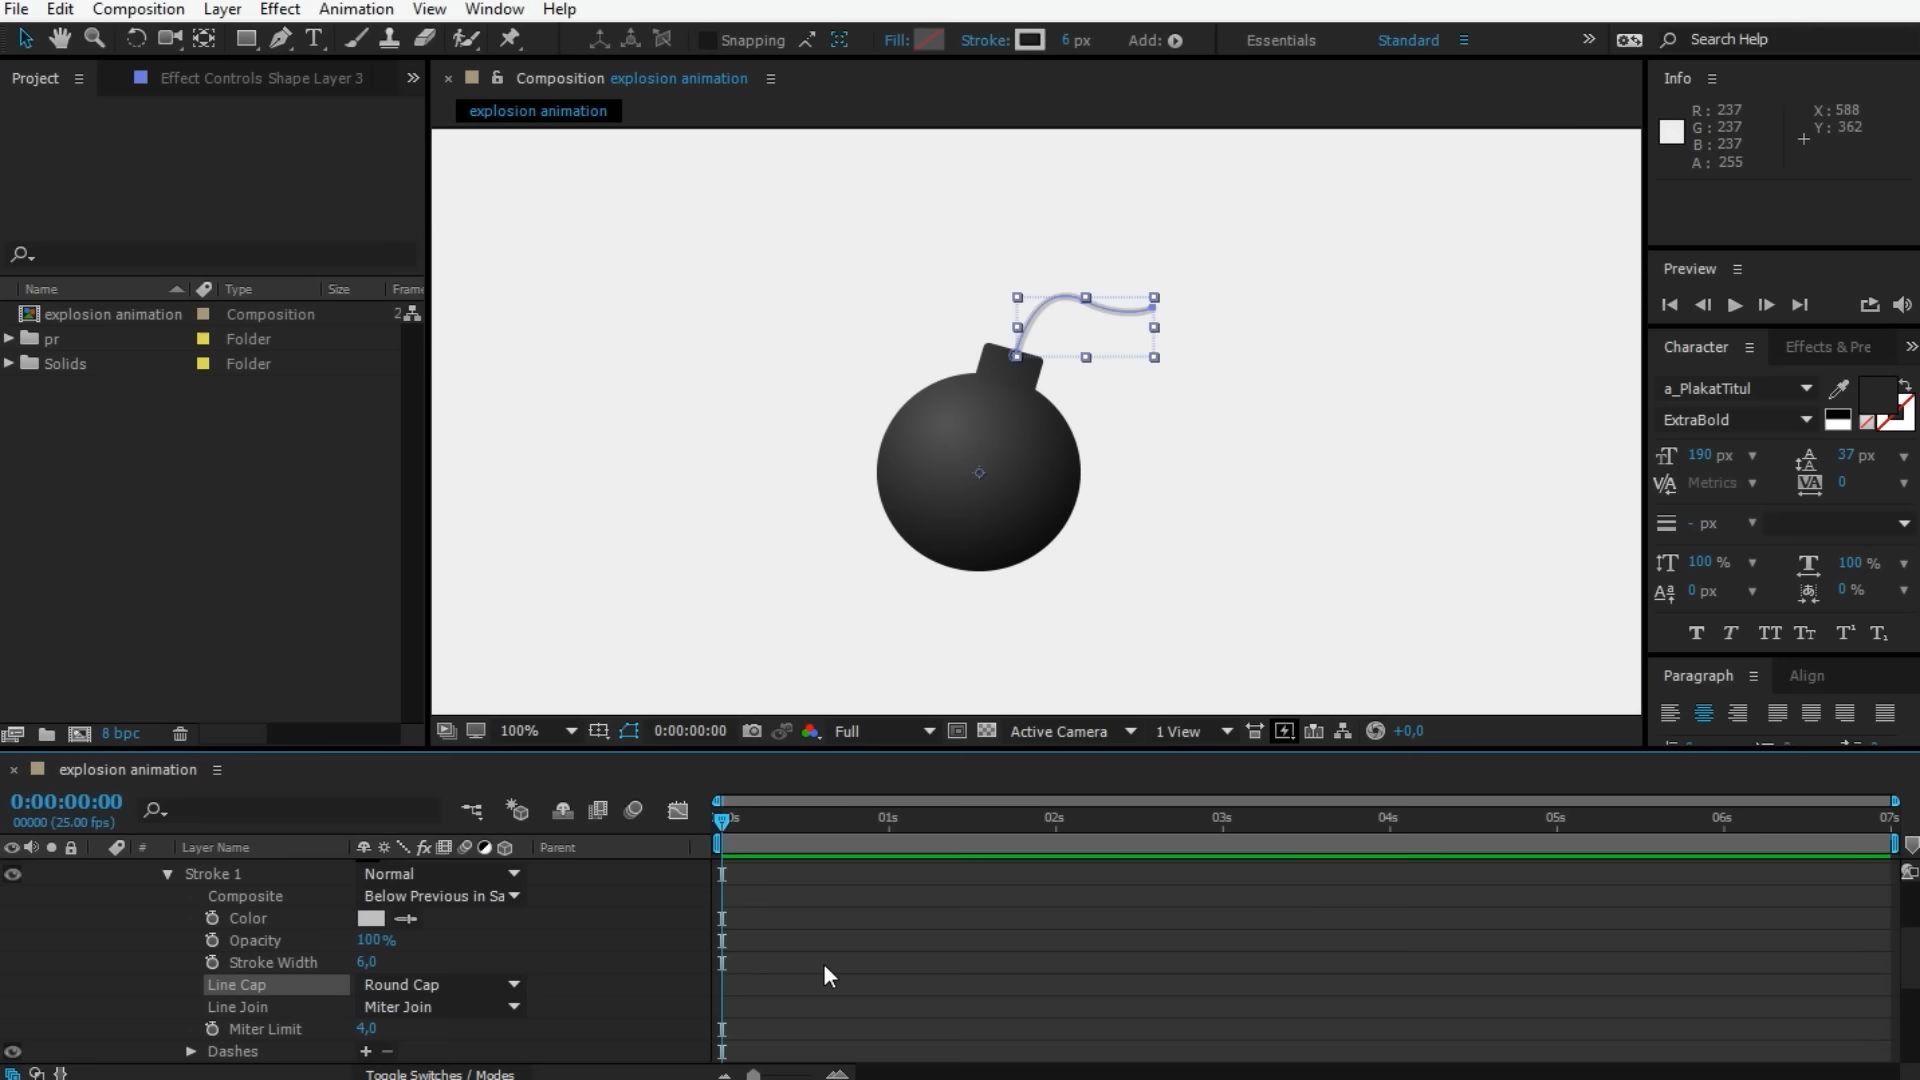 File Edit Composition Layer Effect Animation View Window Help
Snapping Fill: Stroke: 6 px Add: Essentials Standard Search Help
Project Effect Controls Shape Layer 3 Composition explosion animation
explosion animation
Info
R: 237 X: 588
G: 237 Y: 362
B: 237
A: 255
Name Type Size Frame
explosion animation Composition 2
pr Folder
Solids Folder
8 bpc
100% 0:00:00:00 Full Active Camera 1 View +0,0
Preview
Character Effects & Pre
a_PlakatTitul
ExtraBold
190 px 37 px
Metrics 0
- px
100 % 100 %
0 px 0 %
Paragraph Align
explosion animation
0:00:00:00
00000 (25.00 fps)
0s 01s 02s 03s 04s 05s 06s 07s
# Layer Name fx Parent
Stroke 1 Normal
Composite Below Previous in Sa
Color
Opacity 100%
Stroke Width 6,0
Line Cap Round Cap
Line Join Miter Join
Miter Limit 4,0
Dashes + −
Toggle Switches / Modes